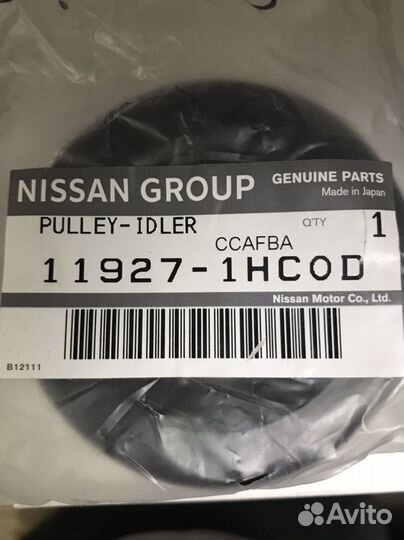 NISSAN GROUP
GENUINE PARTS
Made in Japan
PULLEY-IDLER
Q'TY 1
CCAFBA
11927-1HC0D
Nissan Motor Co., Ltd.
B12111
Avito